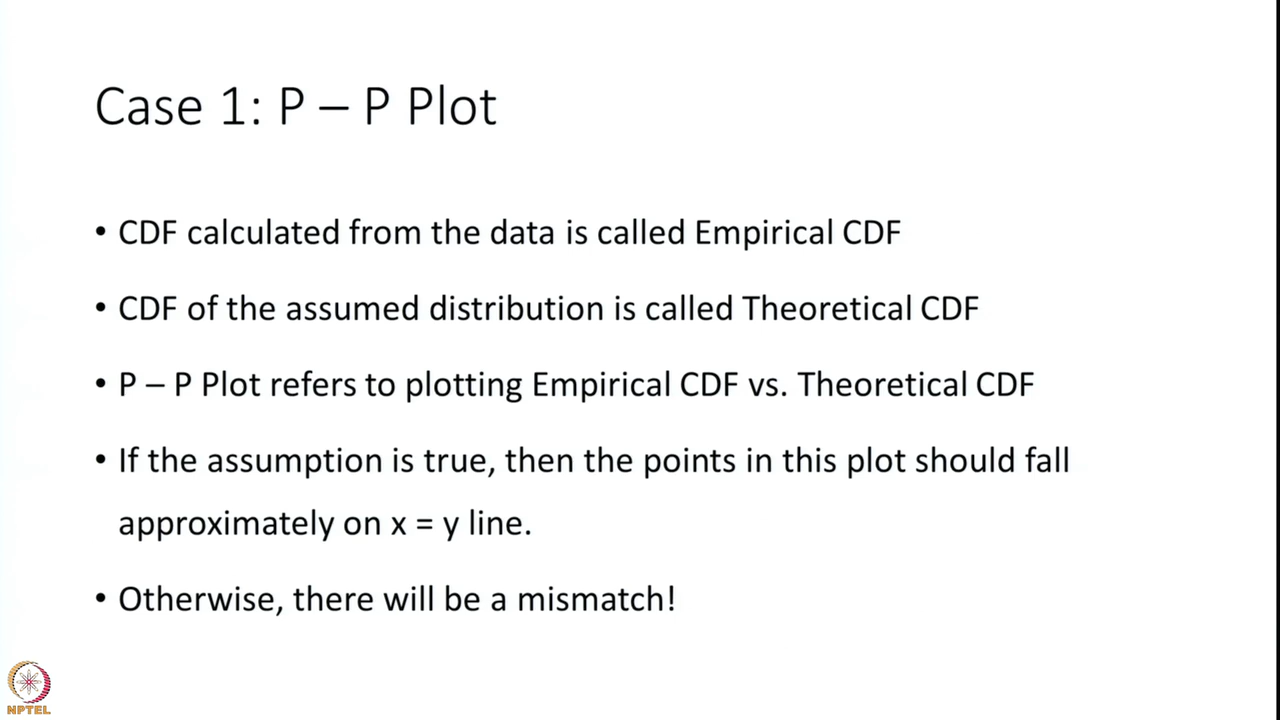 Case 1: P – P Plot
• CDF calculated from the data is called Empirical CDF
• CDF of the assumed distribution is called Theoretical CDF
• P – P Plot refers to plotting Empirical CDF vs. Theoretical CDF
• If the assumption is true, then the points in this plot should fall
approximately on x = y line.
• Otherwise, there will be a mismatch!
NPTEL